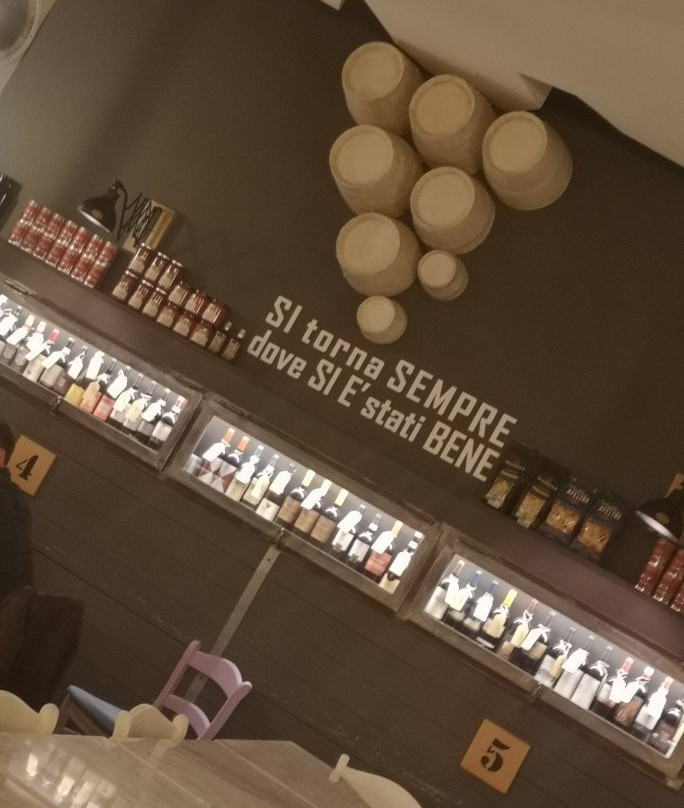 SI torna SEMPRE
dove SI E' stati BENE
4
5